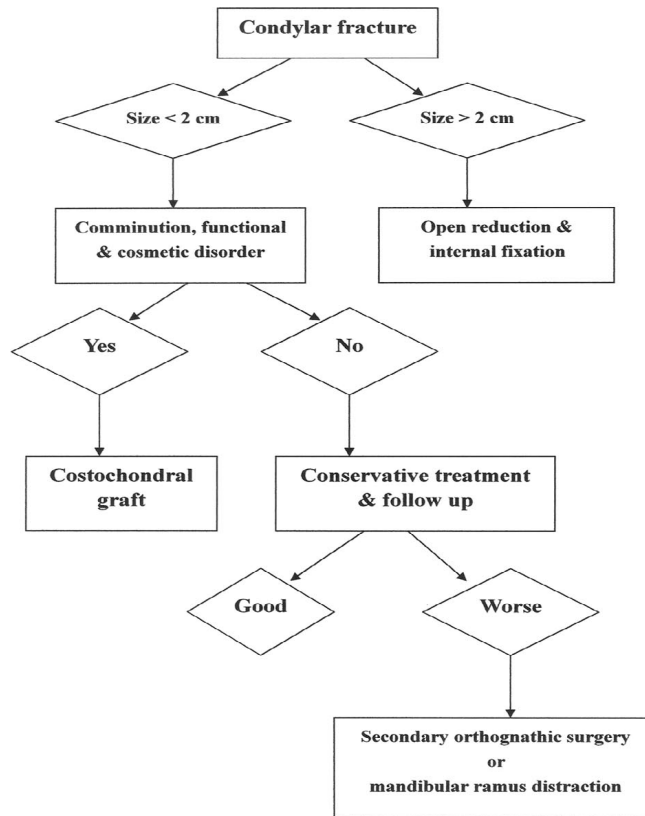 Condylar fracture
Size < 2 cm
Size > 2 cm
Comminution, functional
& cosmetic disorder
Open reduction &
internal fixation
Yes
No
Costochondral
graft
Conservative treatment
& follow up
Good
Worse
Secondary orthognathic surgery
or
mandibular ramus distraction